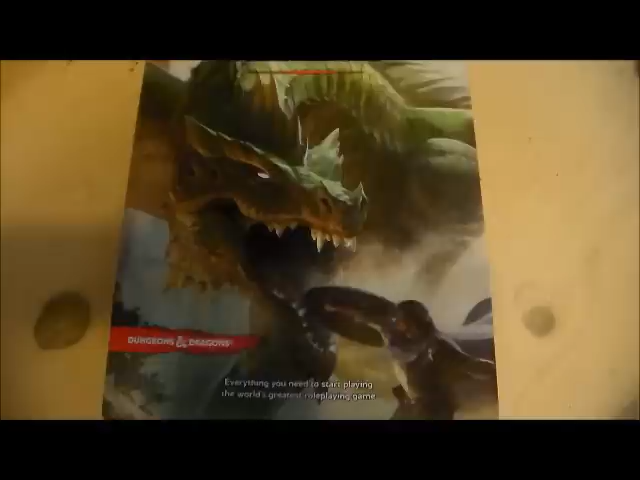 DUNGEONS & DRAGONS®
Everything you need to start playing
the world's greatest roleplaying game